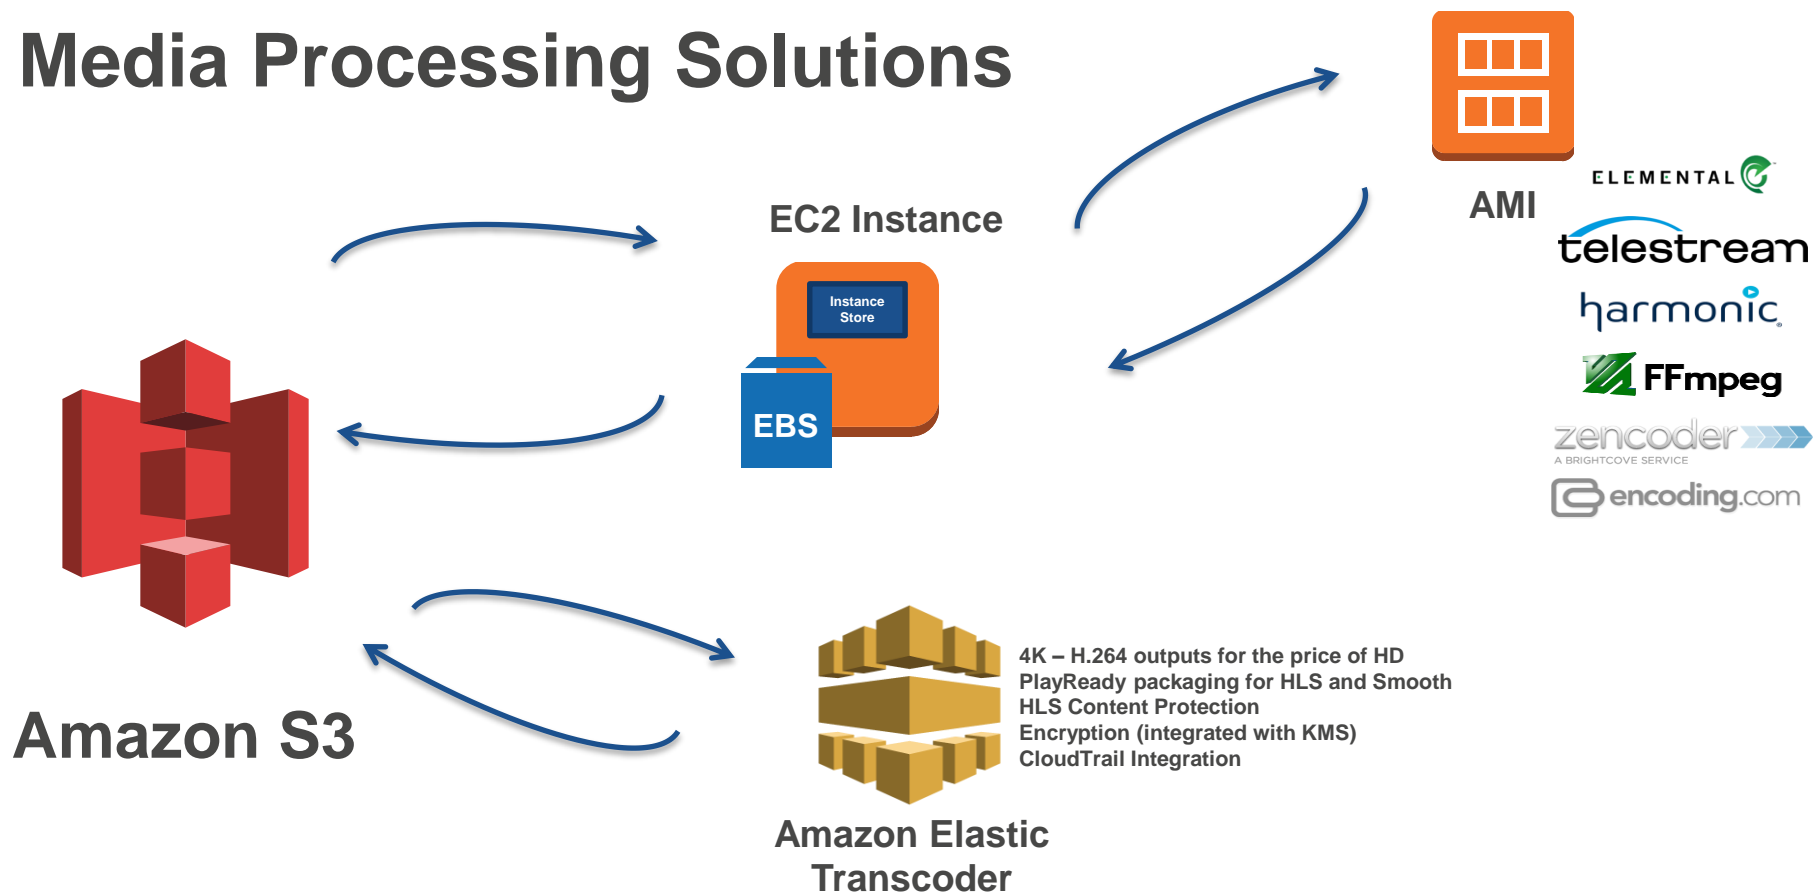 Media Processing Solutions
EC2 Instance
Instance
Store
EBS
AMI
ELEMENTAL
telestream
harmonic
FFmpeg
zencoder
A BRIGHTCOVE SERVICE
encoding.com
Amazon S3
4K – H.264 outputs for the price of HD
PlayReady packaging for HLS and Smooth
HLS Content Protection
Encryption (integrated with KMS)
CloudTrail Integration
Amazon Elastic
Transcoder